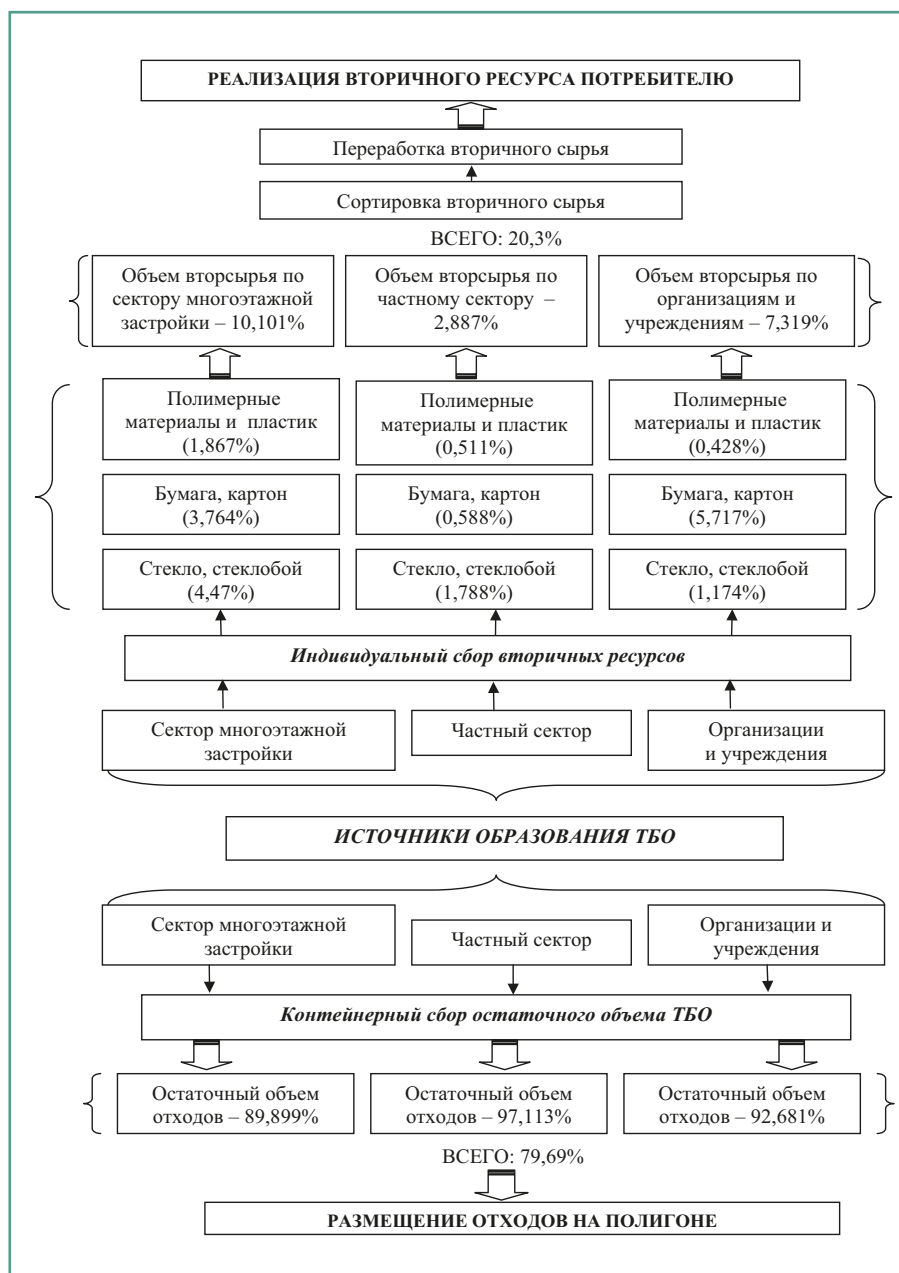 РЕАЛИЗАЦИЯ ВТОРИЧНОГО РЕСУРСА ПОТРЕБИТЕЛЮ
Переработка вторичного сырья
Сортировка вторичного сырья
ВСЕГО: 20,3%
Объем вторсырья по
сектору многоэтажной
застройки – 10,101%
Объем вторсырья по
частному сектору –
2,887%
Объем вторсырья по
организациям и
учреждениям – 7,319%
Полимерные
материалы и пластик
(1,867%)
Полимерные
материалы и пластик
(0,511%)
Полимерные
материалы и пластик
(0,428%)
Бумага, картон
(3,764%)
Бумага, картон
(0,588%)
Бумага, картон
(5,717%)
Стекло, стеклобой
(4,47%)
Стекло, стеклобой
(1,788%)
Стекло, стеклобой
(1,174%)
Индивидуальный сбор вторичных ресурсов
Сектор многоэтажной
застройки
Частный сектор
Организации
и учреждения
ИСТОЧНИКИ ОБРАЗОВАНИЯ ТБО
Сектор многоэтажной
застройки
Частный сектор
Организации и
учреждения
Контейнерный сбор остаточного объема ТБО
Остаточный объем
отходов – 89,899%
Остаточный объем
отходов – 97,113%
Остаточный объем
отходов – 92,681%
ВСЕГО: 79,69%
РАЗМЕЩЕНИЕ ОТХОДОВ НА ПОЛИГОНЕ